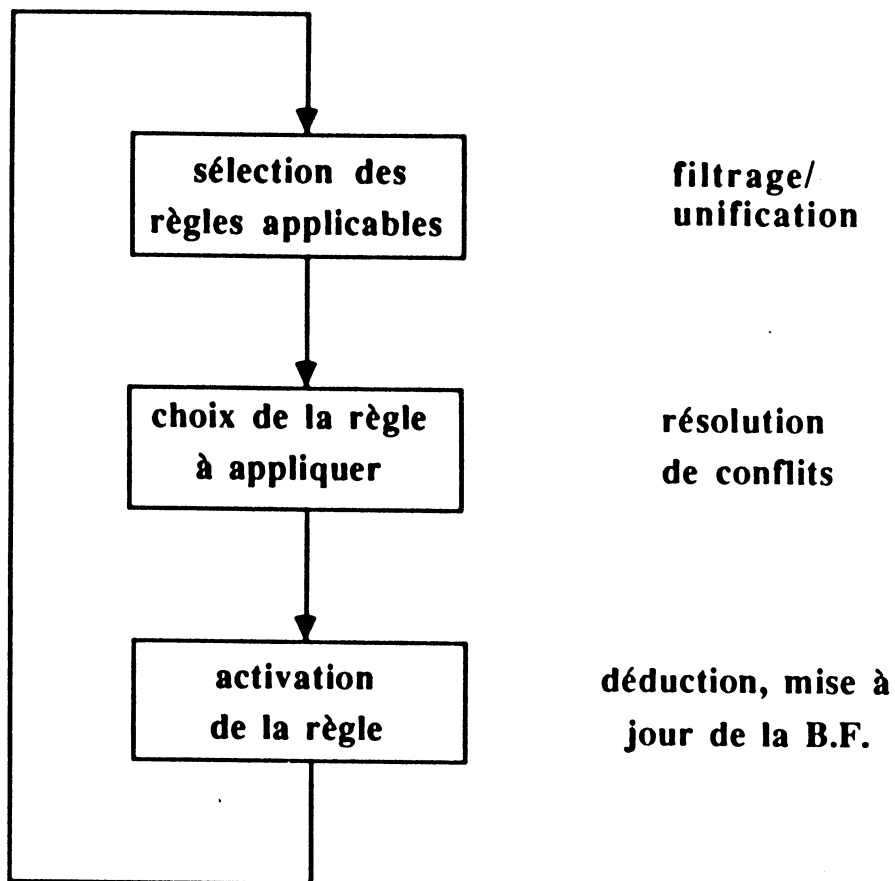 sélection des
règles applicables
filtrage/
unification
choix de la règle
à appliquer
résolution
de conflits
activation
de la règle
déduction, mise à
jour de la B.F.